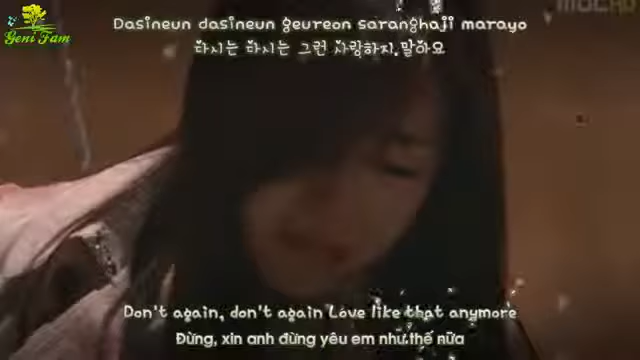 Geni Fam
Dasineun dasineun geureon saranghaji marayo
다시는 다시는 그런 사랑하지 말아요
Don't again, don't again Love like that anymore
Đừng, xin anh đừng yêu em như thế nữa